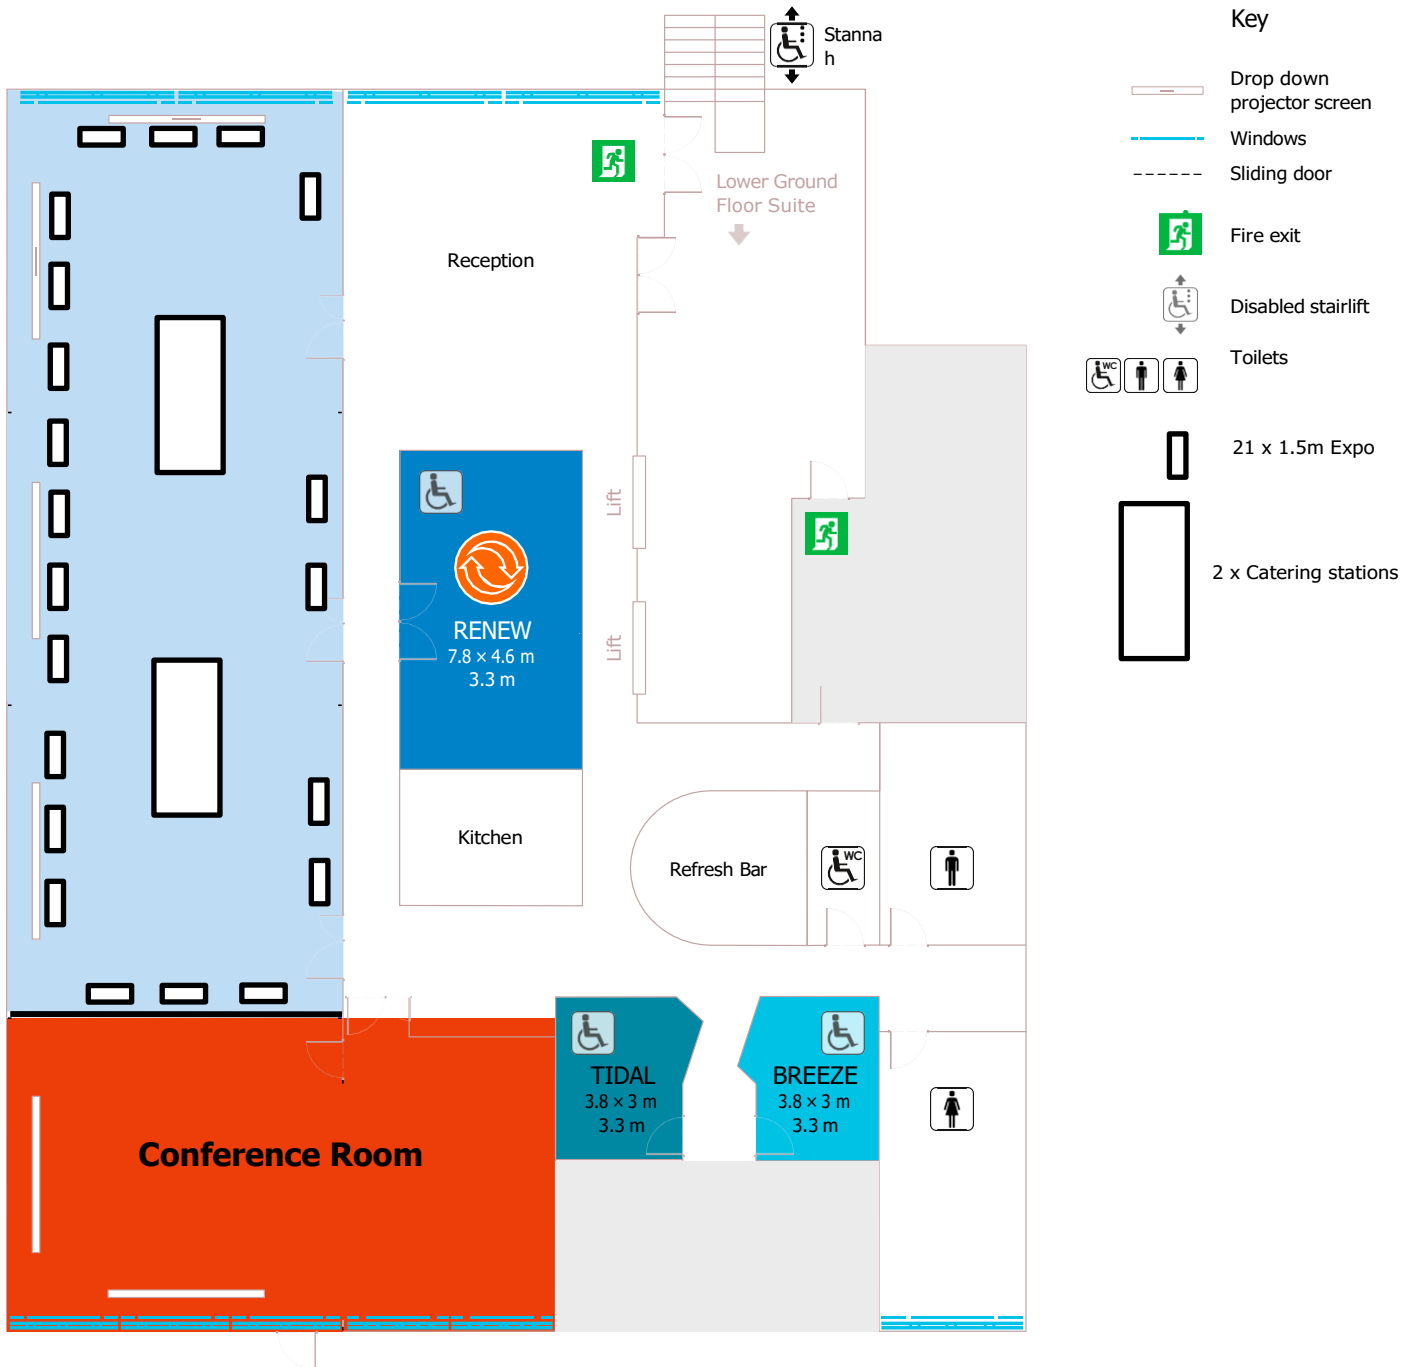 Key
Stanna
h
Drop down
projector screen
Windows
Sliding door
Lower Ground
Floor Suite
Fire exit
Reception
Disabled stairlift
Toilets
WC
21 x 1.5m Expo
Lift
2 x Catering stations
RENEW
7.8 × 4.6 m
3.3 m
Lift
Kitchen
Refresh Bar
WC
TIDAL
3.8 × 3 m
3.3 m
BREEZE
3.8 × 3 m
3.3 m
Conference Room